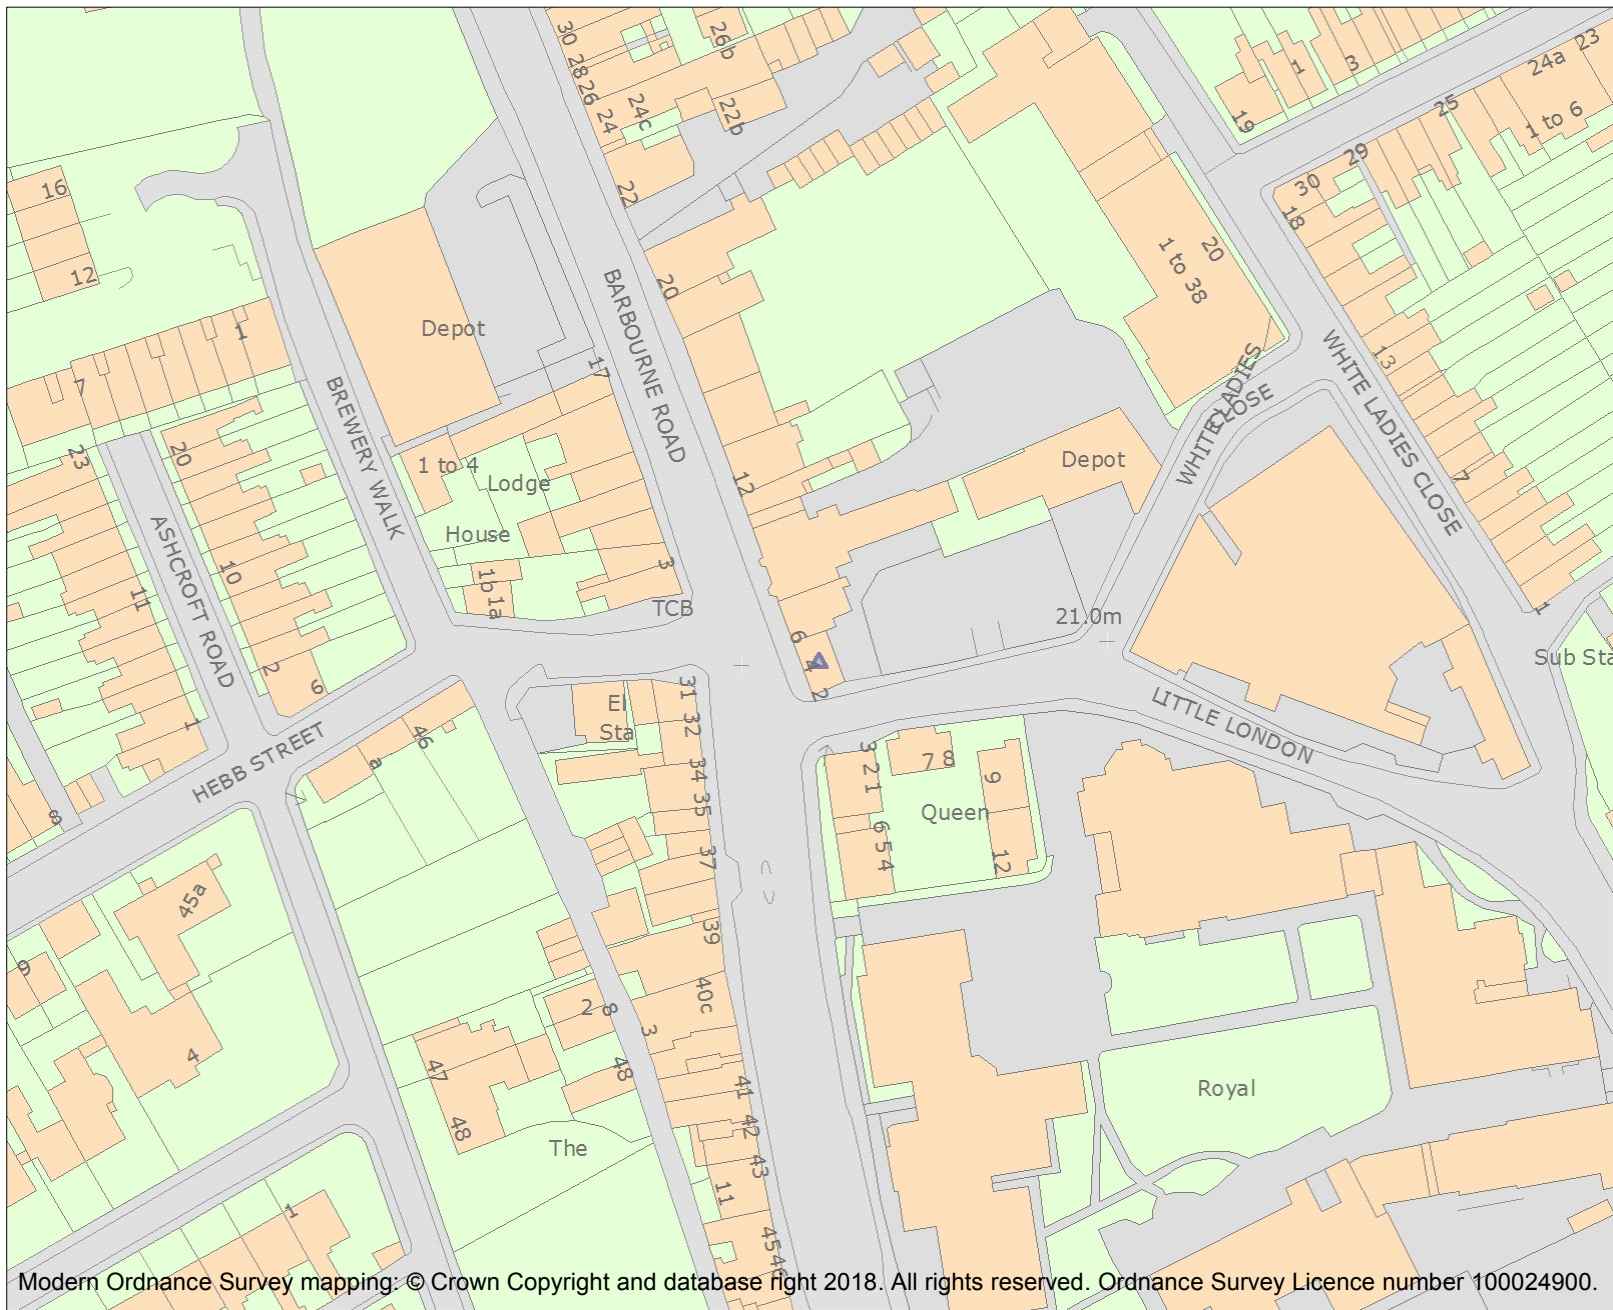 30
28
26
24
24c
26b
22b
22
1
3
19
23
24a
25
1 to 6
29
30
18
16
12
20
1 to 38
20
Depot
BARBOURNE ROAD
17
1
7
BREWERY WALK
WHITE LADIES CLOSE
WHITE LADIES
CLOSE
13
7
1
23
20
1 to 4
Lodge
House
12
Depot
ASHCROFT ROAD
11
10
1b
1a
3
TCB
21.0m
6
4
2
Sub Sta
2
6
1
HEBB STREET
El
Sta
31
32
34
35
37
39
40c
46
a
8
LITTLE LONDON
3
2
1
7
8
9
Queen
6
5
4
12
45a
9
4
2
8
3
47
48
48
41
42
43
11
45
46
The
Royal
1
Modern Ordnance Survey mapping: © Crown Copyright and database right 2018. All rights reserved. Ordnance Survey Licence number 100024900.